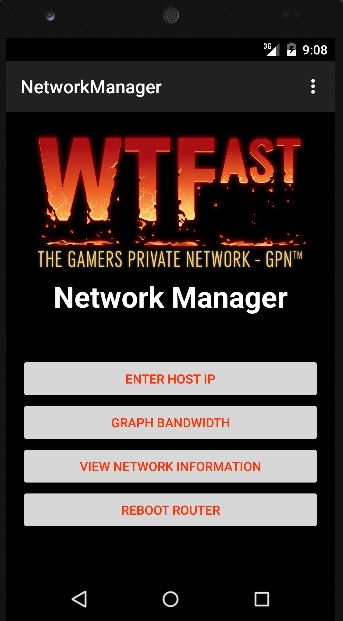 3G 9:08
NetworkManager
WTFAST
THE GAMERS PRIVATE NETWORK - GPN™
Network Manager
ENTER HOST IP
GRAPH BANDWIDTH
VIEW NETWORK INFORMATION
REBOOT ROUTER